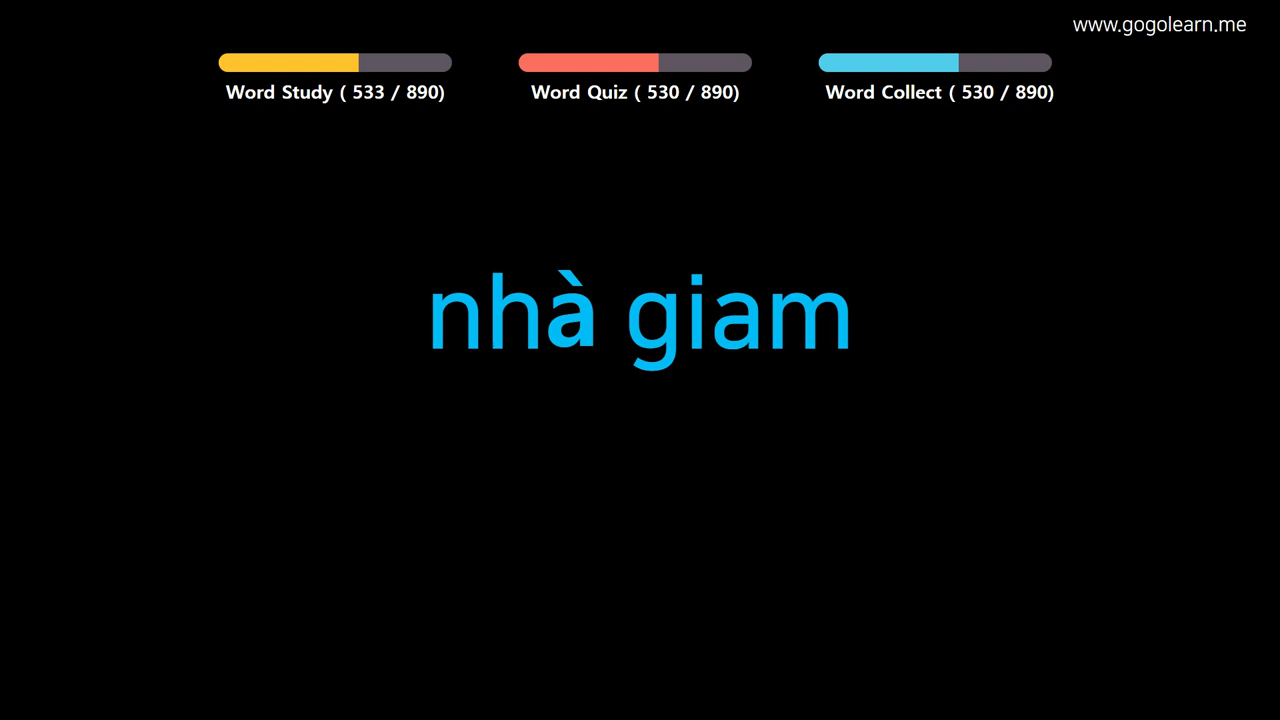 www.gogolearn.me
Word Study ( 533 / 890)
Word Quiz ( 530 / 890)
Word Collect ( 530 / 890)
nhà giam